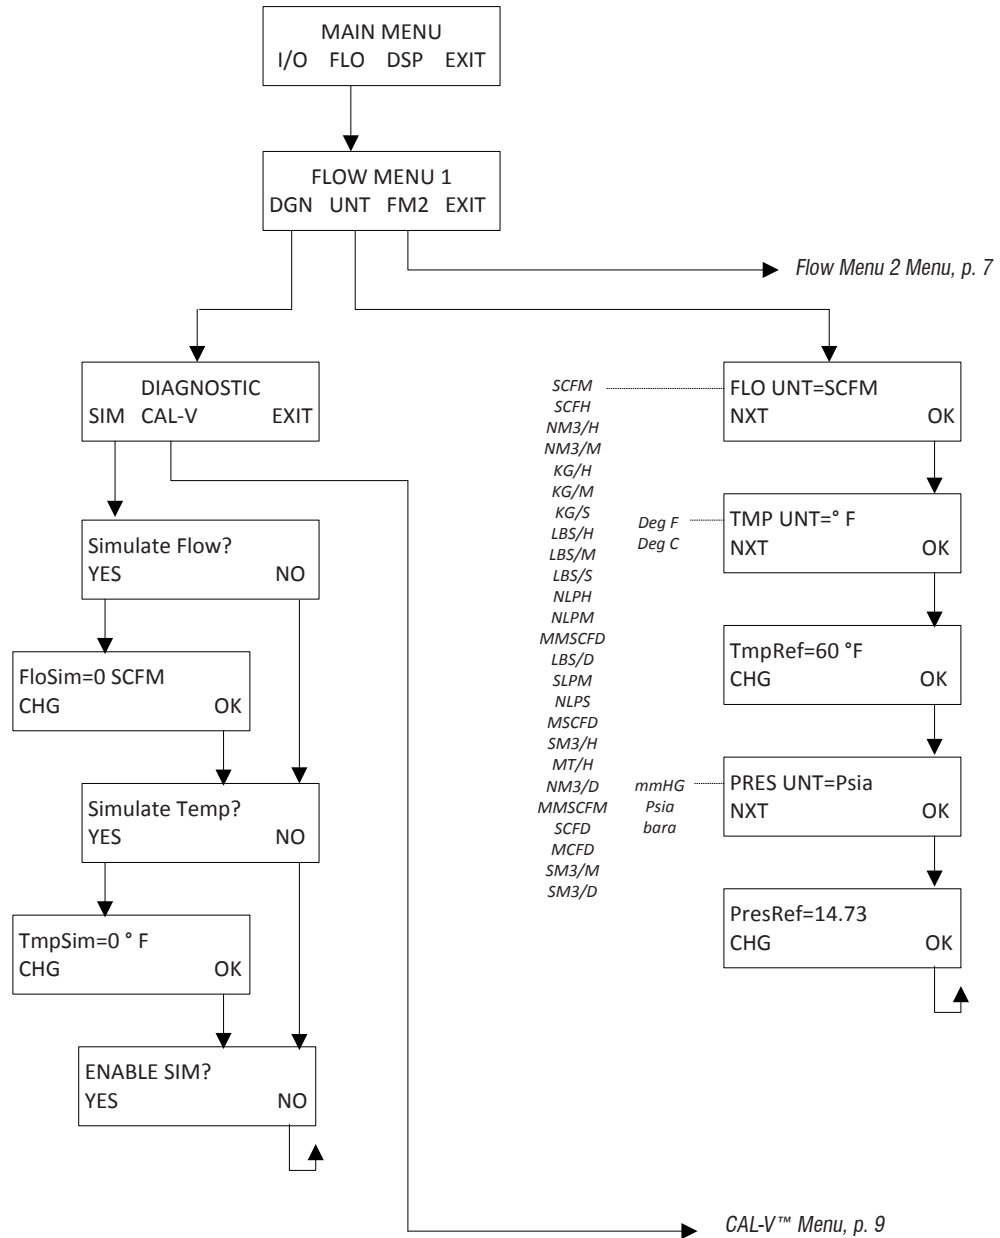 MAIN MENU
I/O FLO DSP EXIT
FLOW MENU 1
DGN UNT FM2 EXIT
Flow Menu 2 Menu, p. 7
DIAGNOSTIC
SIM CAL-V EXIT
Simulate Flow?
YES NO
FloSim=0 SCFM
CHG OK
Simulate Temp?
YES NO
TmpSim=0 ° F
CHG OK
ENABLE SIM?
YES NO
SCFM
SCFH
NM3/H
NM3/M
KG/H
KG/M
KG/S
LBS/H
LBS/M
LBS/S
NLPH
NLPM
MMSCFD
LBS/D
SLPM
NLPS
MSCFD
SM3/H
MT/H
NM3/D
MMSCFM
SCFD
MCFD
SM3/M
SM3/D
FLO UNT=SCFM
NXT OK
Deg F
Deg C
TMP UNT=° F
NXT OK
TmpRef=60 °F
CHG OK
mmHG
Psia
bara
PRES UNT=Psia
NXT OK
PresRef=14.73
CHG OK
CAL-V™ Menu, p. 9